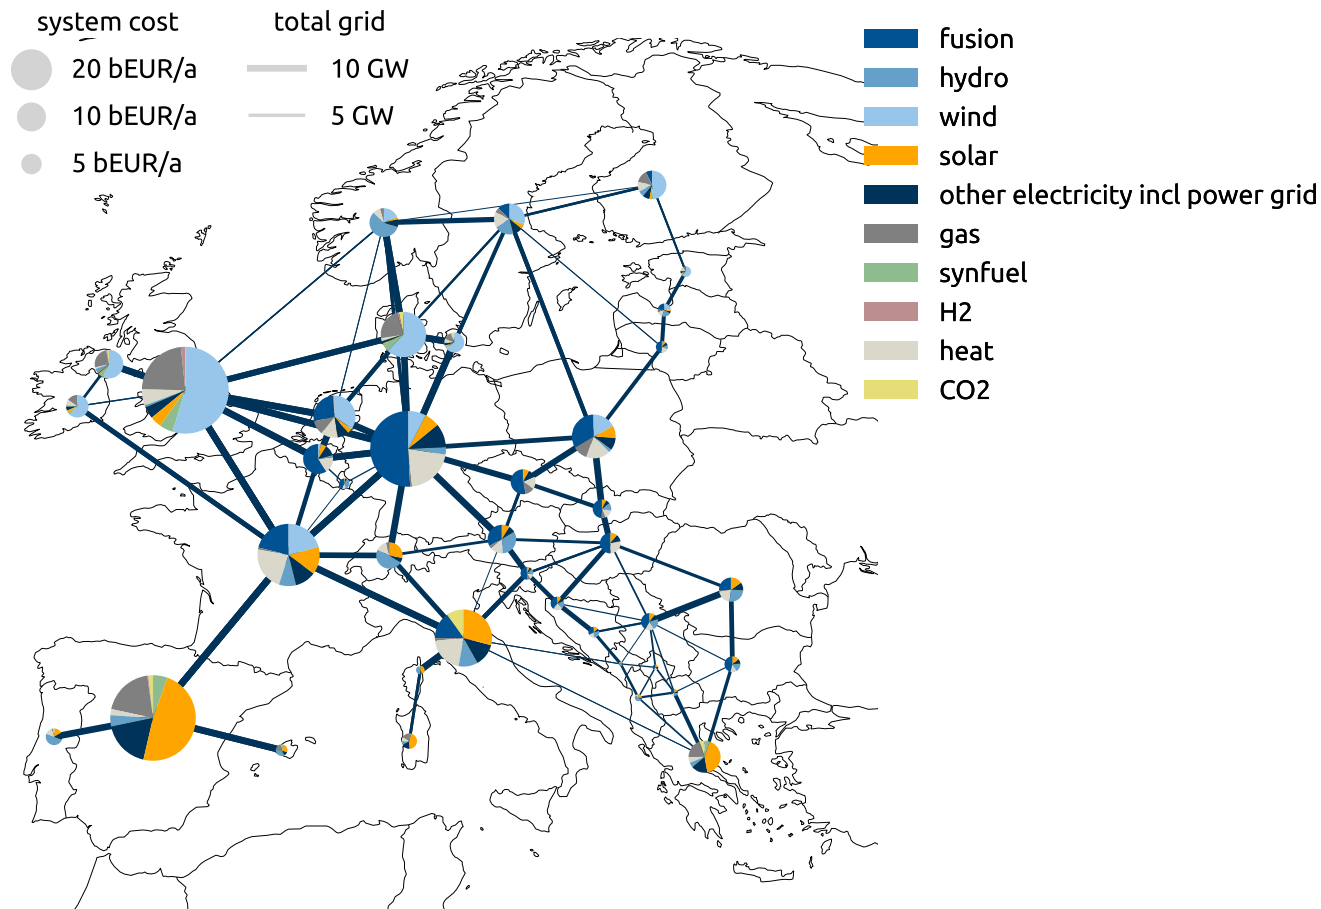 system cost
20 bEUR/a
10 bEUR/a
5 bEUR/a
total grid
10 GW
5 GW
fusion
hydro
wind
solar
other electricity incl power grid
gas
synfuel
H2
heat
CO2